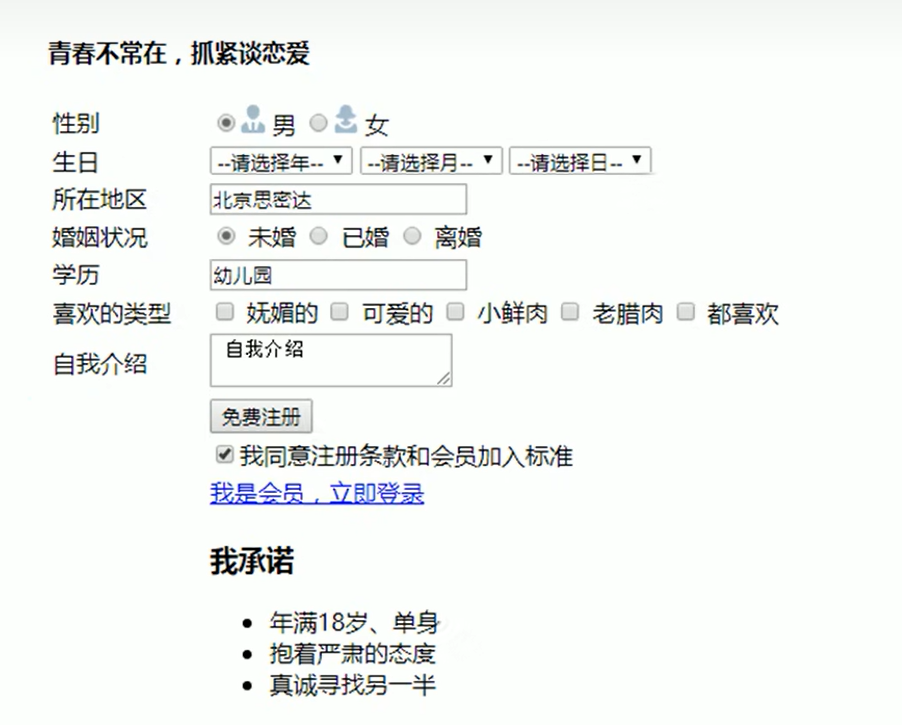 青春不常在，抓紧谈恋爱
性别 男 女
生日 --请选择年-- --请选择月-- --请选择日--
所在地区 北京思密达
婚姻状况 未婚 已婚 离婚
学历 幼儿园
喜欢的类型 妩媚的 可爱的 小鲜肉 老腊肉 都喜欢
自我介绍 自我介绍
免费注册
我同意注册条款和会员加入标准
我是会员，立即登录
我承诺
年满18岁、单身
抱着严肃的态度
真诚寻找另一半